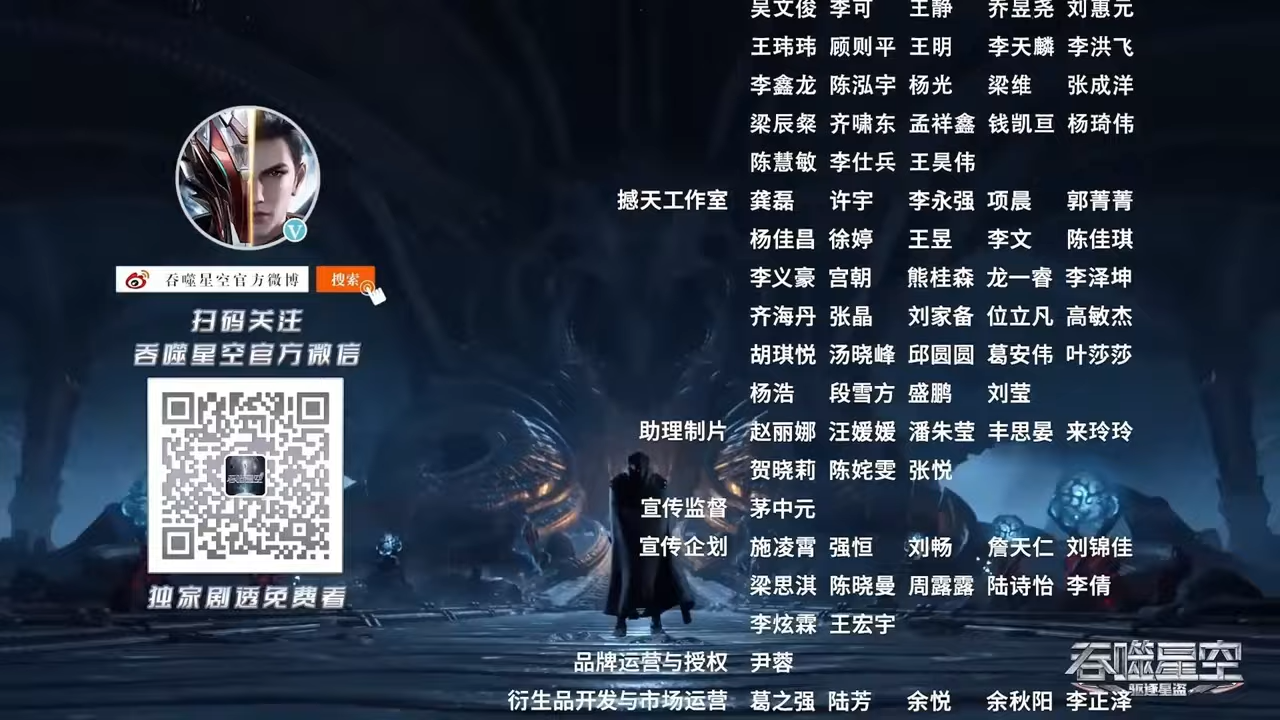 吴文俊 李可 王静 乔昱尧 刘惠元
王玮玮 顾则平 王明 李天麟 李洪飞
李鑫龙 陈泓宇 杨光 梁维 张成洋
梁辰粲 齐啸东 孟祥鑫 钱凯亘 杨琦伟
陈慧敏 李仕兵 王昊伟
撼天工作室 龚磊 许宇 李永强 项晨 郭菁菁
杨佳昌 徐婷 王昱 李文 陈佳琪
李义豪 宫朝 熊桂森 龙一睿 李泽坤
齐海丹 张晶 刘家备 位立凡 高敏杰
胡琪悦 汤晓峰 邱圆圆 葛安伟 叶莎莎
杨浩 段雪方 盛鹏 刘莹
助理制片 赵丽娜 汪媛媛 潘朱莹 丰思晏 来玲玲
贺晓莉 陈姹雯 张悦
宣传监督 茅中元
宣传企划 施凌霄 强恒 刘畅 詹天仁 刘锦佳
梁思淇 陈晓曼 周露露 陆诗怡 李倩
李炫霖 王宏宇
品牌运营与授权 尹蓉
衍生品开发与市场运营 葛之强 陆芳 余悦 余秋阳 李正泽
V
吞噬星空官方微博 搜索
扫码关注
吞噬星空官方微信
吞噬星空
独家剧透免费看
吞噬星空
驱逐星盗